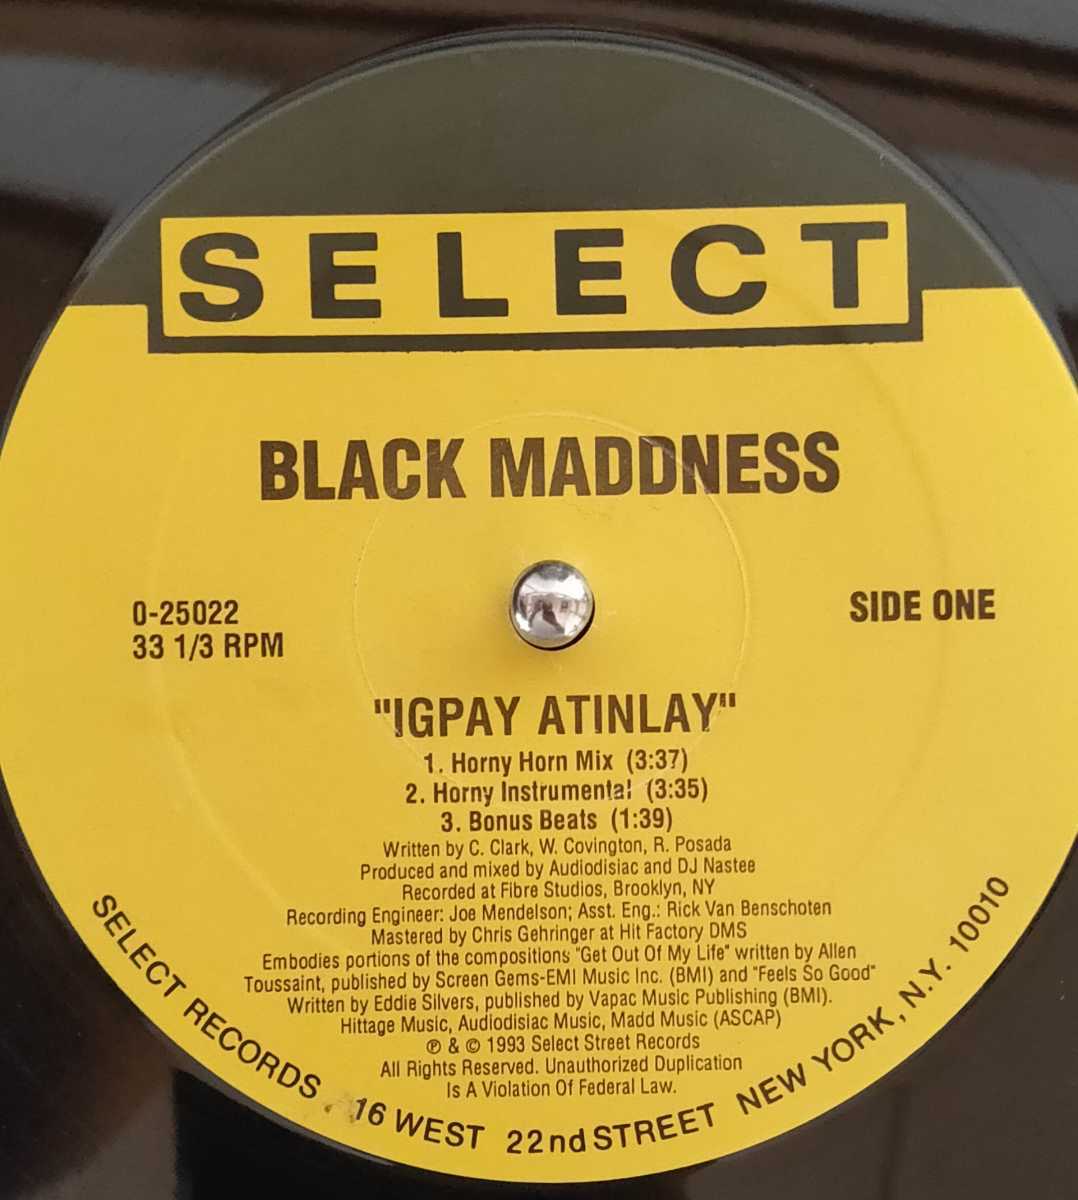 SELECT
BLACK MADDNESS
0-25022
33 1/3 RPM
SIDE ONE
"IGPAY ATINLAY"
1. Horny Horn Mix (3:37)
2. Horny Instrumental (3:35)
3. Bonus Beats (1:39)
Written by C. Clark, W. Covington, R. Posada
Produced and mixed by Audiodisiac and DJ Nastee
Recorded at Fibre Studios, Brooklyn, NY
Recording Engineer: Joe Mendelson; Asst. Eng.: Rick Van Benschoten
Mastered by Chris Gehringer at Hit Factory DMS
Embodies portions of the compositions "Get Out Of My Life" written by Allen
Toussaint, published by Screen Gems-EMI Music Inc. (BMI) and "Feels So Good"
Written by Eddie Silvers, published by Vapac Music Publishing (BMI).
Hittage Music, Audiodisiac Music, Madd Music (ASCAP)
℗ & © 1993 Select Street Records
All Rights Reserved. Unauthorized Duplication
Is A Violation Of Federal Law.
SELECT RECORDS . 16 WEST 22nd STREET NEW YORK, N.Y. 10010